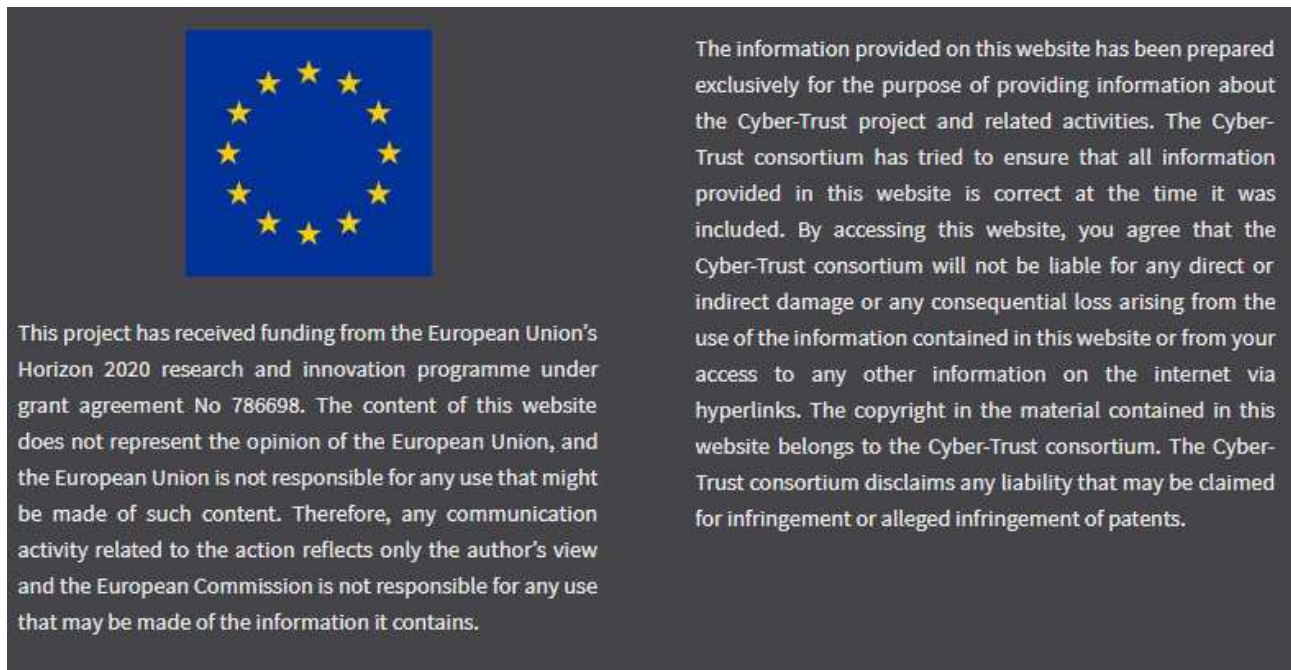 This project has received funding from the European Union’s
Horizon 2020 research and innovation programme under
grant agreement No 786698. The content of this website
does not represent the opinion of the European Union, and
the European Union is not responsible for any use that might
be made of such content. Therefore, any communication
activity related to the action reflects only the author’s view
and the European Commission is not responsible for any use
that may be made of the information it contains.
The information provided on this website has been prepared
exclusively for the purpose of providing information about
the Cyber-Trust project and related activities. The Cyber-
Trust consortium has tried to ensure that all information
provided in this website is correct at the time it was
included. By accessing this website, you agree that the
Cyber-Trust consortium will not be liable for any direct or
indirect damage or any consequential loss arising from the
use of the information contained in this website or from your
access to any other information on the internet via
hyperlinks. The copyright in the material contained in this
website belongs to the Cyber-Trust consortium. The Cyber-
Trust consortium disclaims any liability that may be claimed
for infringement or alleged infringement of patents.